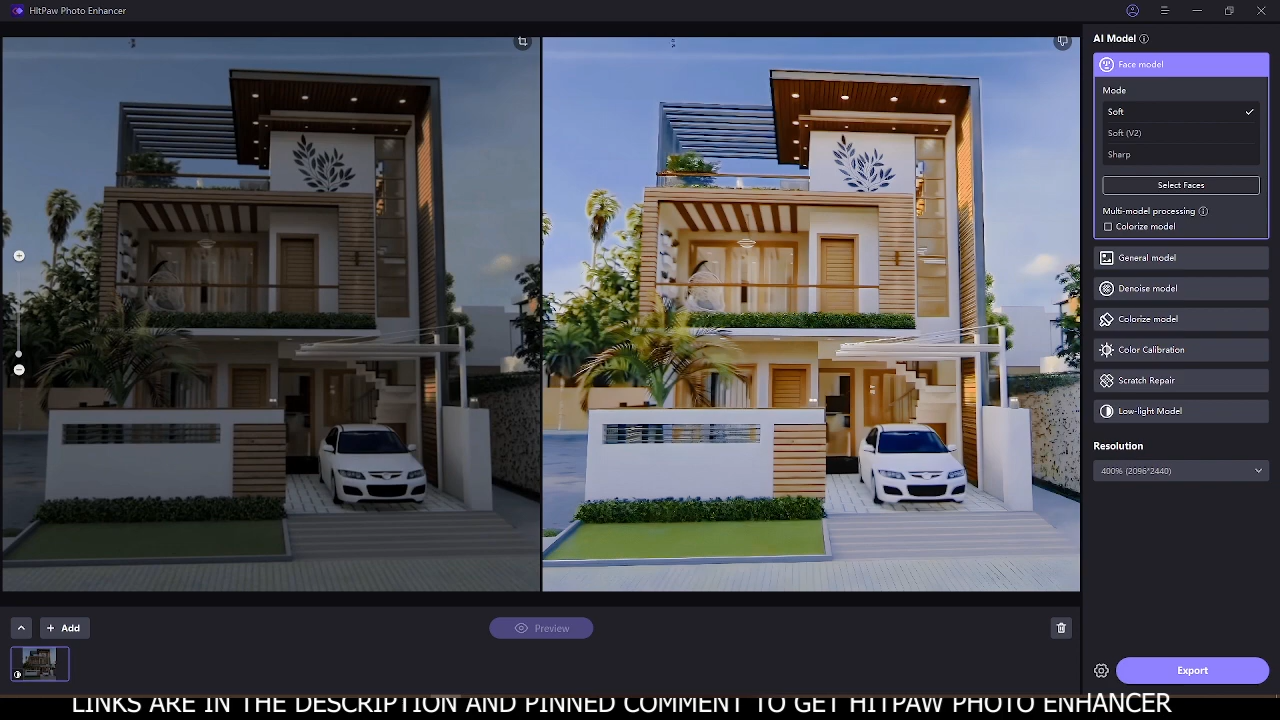 HitPaw Photo Enhancer
AI Model
Face model
Mode
Soft
Soft (V2)
Sharp
Select Faces
Multi-model processing
Colorize model
General model
Denoise model
Colorize model
Color Calibration
Scratch Repair
Low-light Model
Resolution
400% (2096*2440)
Add
Preview
Export
LINKS ARE IN THE DESCRIPTION AND PINNED COMMENT TO GET HITPAW PHOTO ENHANCER